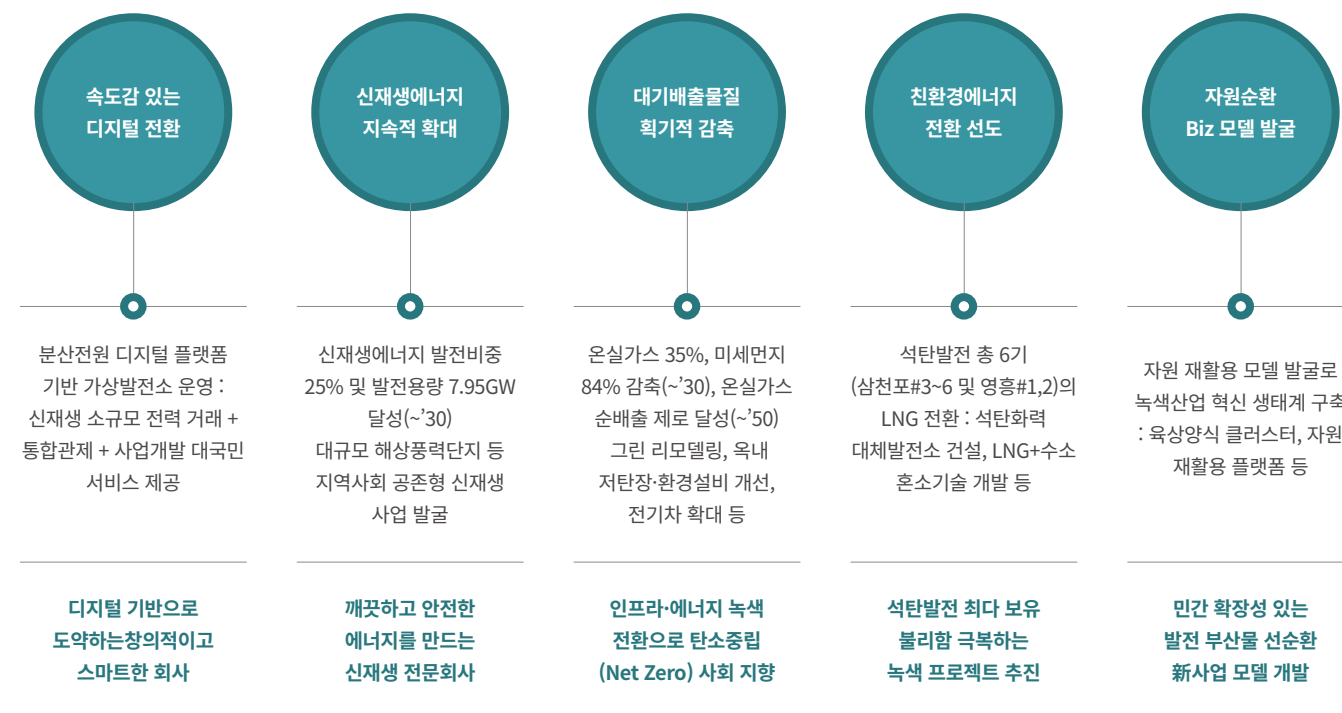 속도감 있는
디지털 전환
분산전원 디지털 플랫폼
기반 가상발전소 운영 :
신재생 소규모 전력 거래 +
통합관제 + 사업개발 대국민
서비스 제공
디지털 기반으로
도약하는창의적이고
스마트한 회사
신재생에너지
지속적 확대
신재생에너지 발전비중
25% 및 발전용량 7.95GW
달성(~’30)
대규모 해상풍력단지 등
지역사회 공존형 신재생
사업 발굴
깨끗하고 안전한
에너지를 만드는
신재생 전문회사
대기배출물질
획기적 감축
온실가스 35%, 미세먼지
84% 감축(~’30), 온실가스
순배출 제로 달성(~’50)
그린 리모델링, 옥내
저탄장·환경설비 개선,
전기차 확대 등
인프라·에너지 녹색
전환으로 탄소중립
(Net Zero) 사회 지향
친환경에너지
전환 선도
석탄발전 총 6기
(삼천포#3~6 및 영흥#1,2)의
LNG 전환 : 석탄화력
대체발전소 건설, LNG+수소
혼소기술 개발 등
석탄발전 최다 보유
불리함 극복하는
녹색 프로젝트 추진
자원순환
Biz 모델 발굴
자원 재활용 모델 발굴로
녹색산업 혁신 생태계 구축
: 육상양식 클러스터, 자원
재활용 플랫폼 등
민간 확장성 있는
발전 부산물 선순환
新사업 모델 개발